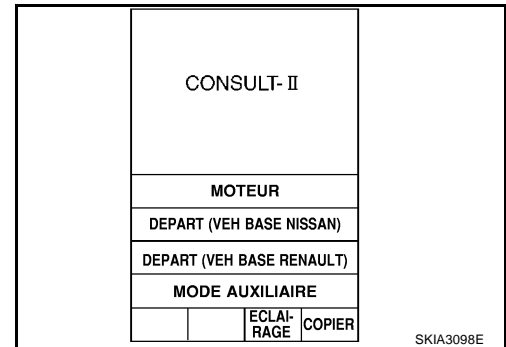 CONSULT-II
MOTEUR
DEPART (VEH BASE NISSAN)
DEPART (VEH BASE RENAULT)
MODE AUXILIAIRE
ECLAI-
RAGE COPIER
SKIA3098E